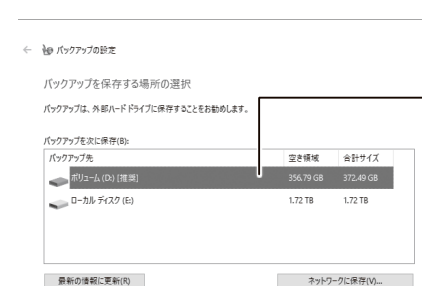 バックアップの設定
バックアップを保存する場所の選択
バックアップは、外部ハードドライブに保存することをお勧めします。
バックアップを次に保存(B):
バックアップ先 空き領域 合計サイズ
ボリューム (D:) [推奨] 356.79 GB 372.49 GB
ローカル ディスク (E:) 1.72 TB 1.72 TB
最新の情報に更新(R) ネットワークに保存(V)...